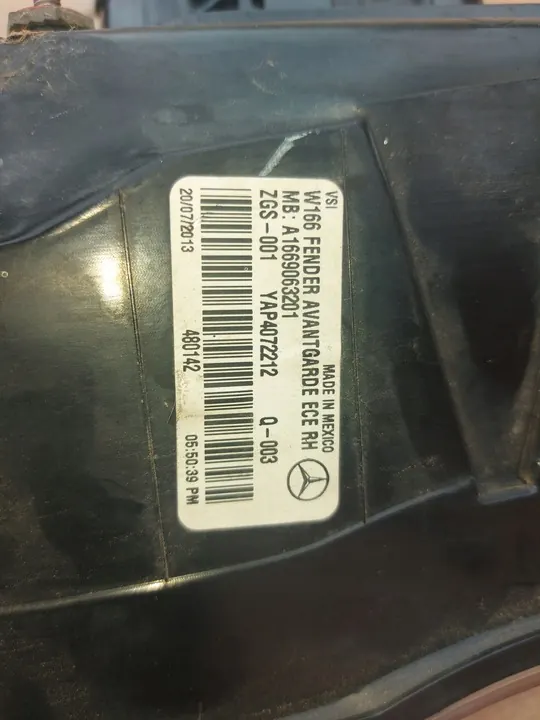 VSI MADE IN MEXICO
W166 FENDER AVANTGARDE ECE RH
MB: A1669063201
ZGS-001 YAP4072212 Q-003
480142
20/07/2013 05:50:39 PM